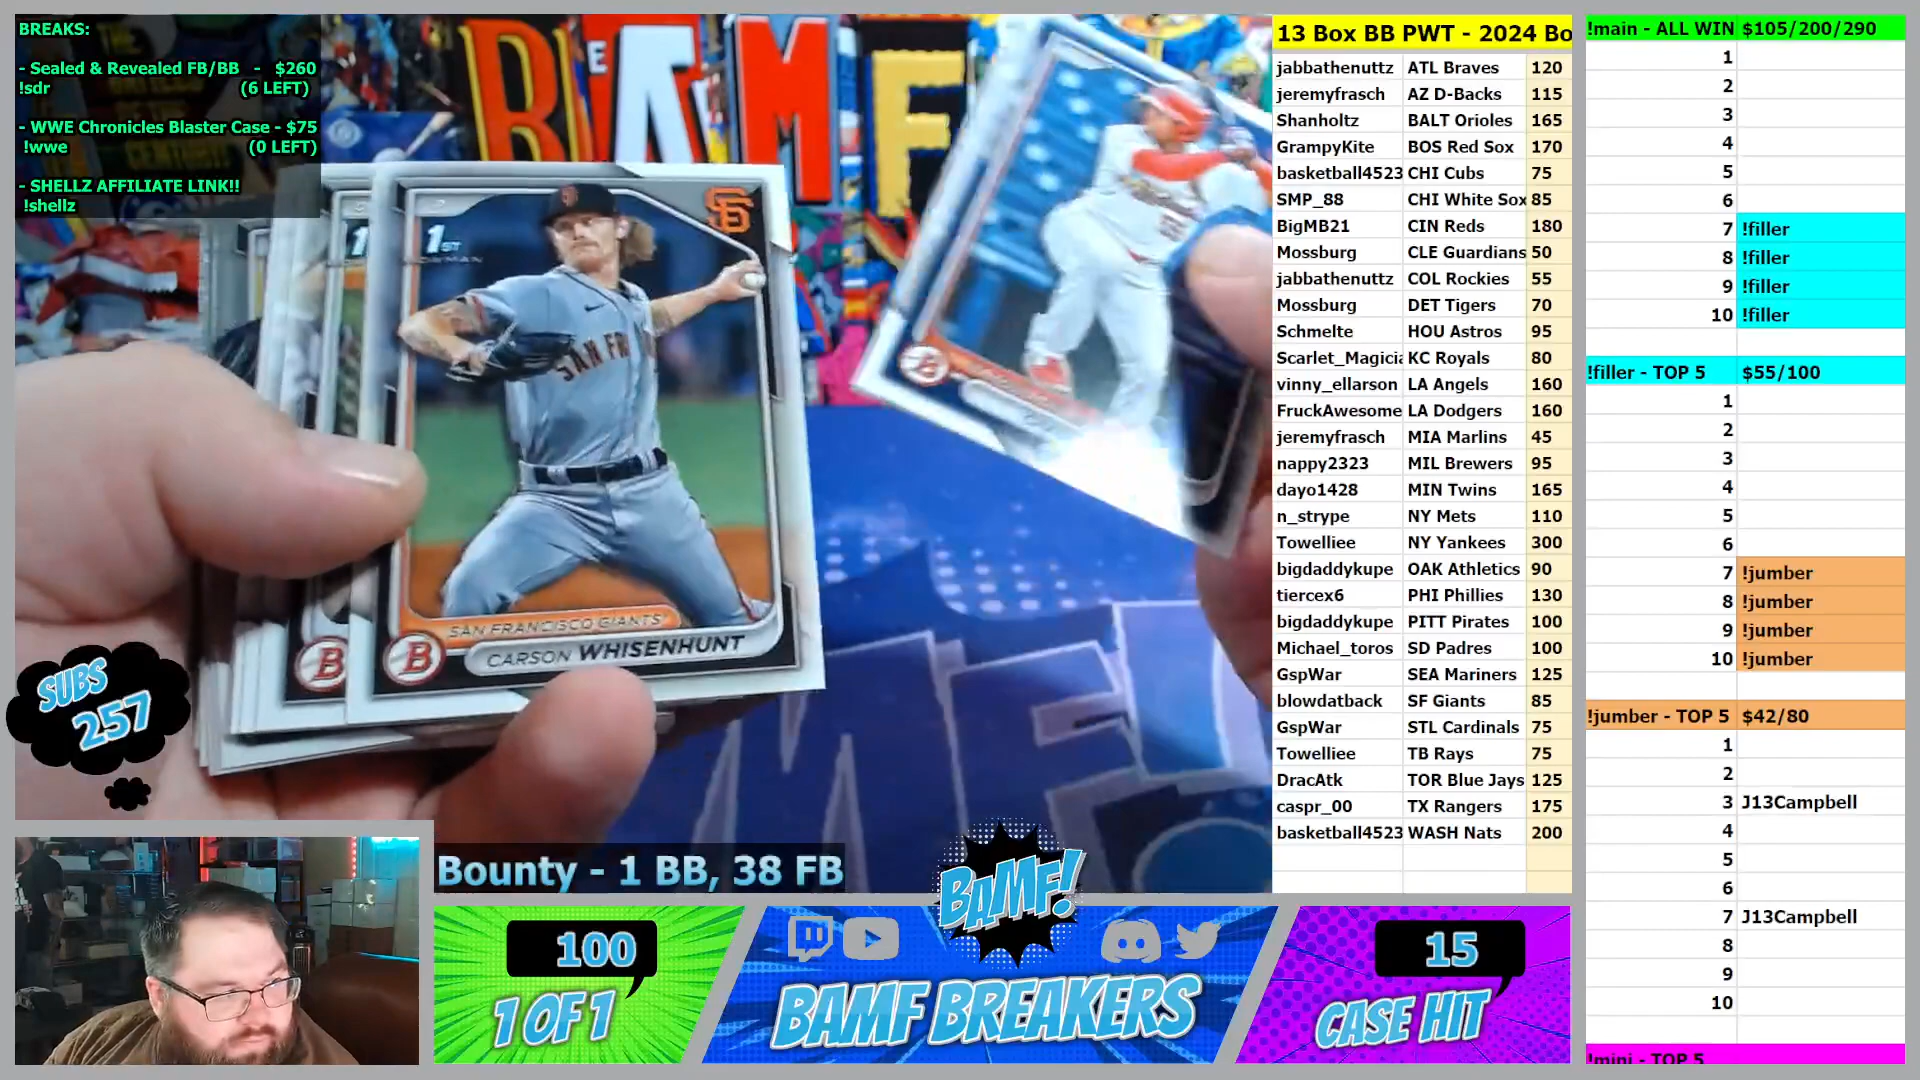 BREAKS:
- Sealed & Revealed FB/BB - $260
!sdr (6 LEFT)
- WWE Chronicles Blaster Case - $75
!wwe (0 LEFT)
- SHELLZ AFFILIATE LINK!!
!shellz
BAMF
1ST
BOWMAN
SF
SAN FR
SAN FRANCISCO GIANTS
CARSON WHISENHUNT
B
B
SUBS
257
Bounty - 1 BB, 38 FB
100
1 OF 1
BAMF!
BAMF BREAKERS
15
CASE HIT
13 Box BB PWT - 2024 Bo
jabbathenuttz ATL Braves 120
jeremyfrasch AZ D-Backs 115
Shanholtz BALT Orioles 165
GrampyKite BOS Red Sox 170
basketball4523 CHI Cubs 75
SMP_88 CHI White Sox 85
BigMB21 CIN Reds 180
Mossburg CLE Guardians 50
jabbathenuttz COL Rockies 55
Mossburg DET Tigers 70
Schmelte HOU Astros 95
Scarlet_Magicia KC Royals 80
vinny_ellarson LA Angels 160
FruckAwesome LA Dodgers 160
jeremyfrasch MIA Marlins 45
nappy2323 MIL Brewers 95
dayo1428 MIN Twins 165
n_strype NY Mets 110
Towelliee NY Yankees 300
bigdaddykupe OAK Athletics 90
tiercex6 PHI Phillies 130
bigdaddykupe PITT Pirates 100
Michael_toros SD Padres 100
GspWar SEA Mariners 125
blowdatback SF Giants 85
GspWar STL Cardinals 75
Towelliee TB Rays 75
DracAtk TOR Blue Jays 125
caspr_00 TX Rangers 175
basketball4523 WASH Nats 200
!main - ALL WIN $105/200/290
1
2
3
4
5
6
7 !filler
8 !filler
9 !filler
10 !filler
!filler - TOP 5 $55/100
1
2
3
4
5
6
7 !jumber
8 !jumber
9 !jumber
10 !jumber
!jumber - TOP 5 $42/80
1
2
3 J13Campbell
4
5
6
7 J13Campbell
8
9
10
!mini - TOP 5